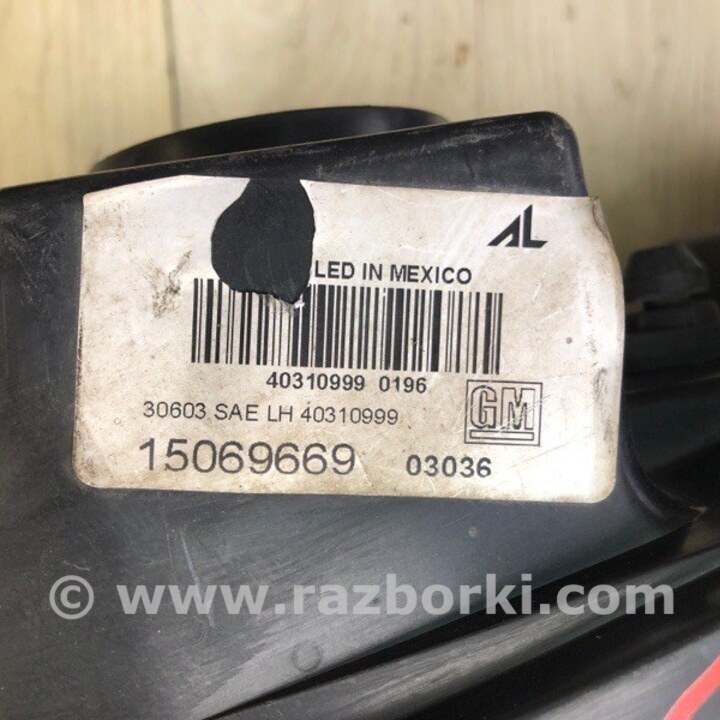 AL
LED IN MEXICO
40310999 0196
30603 SAE LH 40310999
GM
15069669 03036
© www.razborki.com